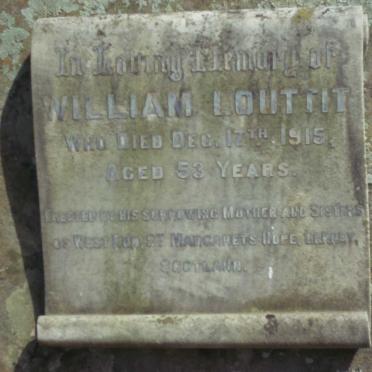 In Loving Memory of
WILLIAM LOUTTIT
WHO DIED DEC. 17TH 1915,
AGED 53 YEARS.
ERECTED BY HIS SORROWING MOTHER AND SISTERS
OF WEST ST MARGARETS HOPE, ORKNEY,
SCOTLAND.